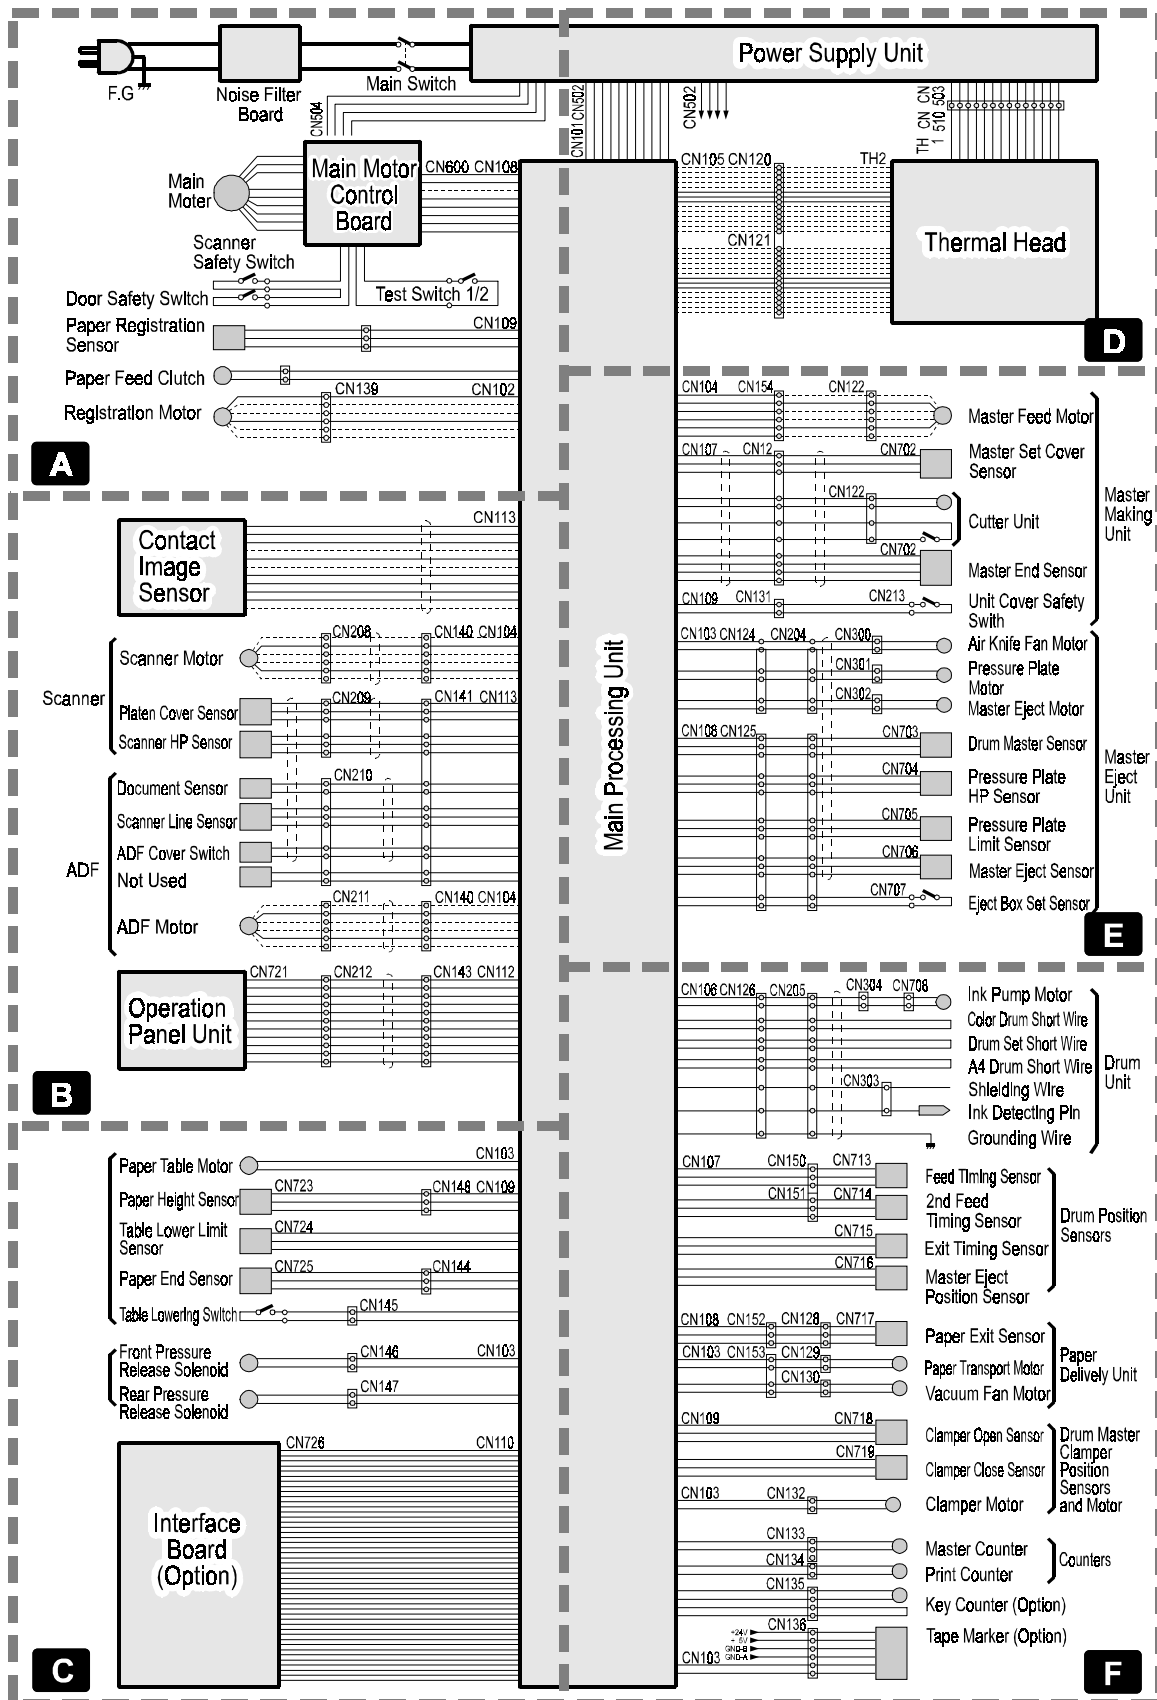 Power Supply Unit
F.G
Noise Filter
Board
Main Switch
CN504
CN101 CN502
CN502
TH CN CN
1 510 503
Main
Moter
Main Motor
Control
Board
CN600 CN108
Scanner
Safety Switch
Door Safety Switch
Test Switch 1/2
Paper Registration
Sensor
CN109
Paper Feed Clutch
CN139
CN102
Registration Motor
A
CN105 CN120
TH2
CN121
Thermal Head
D
Main Processing Unit
CN113
Contact
Image
Sensor
CN208
CN140 CN104
Scanner Motor
Scanner
CN209
CN141 CN113
Platen Cover Sensor
Scanner HP Sensor
CN210
Document Sensor
Scanner Line Sensor
ADF Cover Switch
ADF
Not Used
CN211
CN140 CN104
ADF Motor
CN721
CN212
CN143 CN112
Operation
Panel Unit
B
CN104
CN154
CN122
Master Feed Motor
CN107
CN12
CN702
Master Set Cover
Sensor
CN122
Cutter Unit
CN702
Master End Sensor
CN109
CN131
CN213
Unit Cover Safety
Swith
Master
Making
Unit
CN103 CN124
CN204
CN300
Air Knife Fan Motor
CN301
Pressure Plate
Motor
CN302
Master Eject Motor
CN108 CN125
CN703
Drum Master Sensor
CN704
Pressure Plate
HP Sensor
CN705
Pressure Plate
Limit Sensor
CN706
Master Eject Sensor
CN707
Eject Box Set Sensor
Master
Eject
Unit
E
CN103
Paper Table Motor
CN723
CN148 CN109
Paper Height Sensor
CN724
Table Lower Limit
Sensor
CN725
CN144
Paper End Sensor
CN145
Table Lowering Switch
Front Pressure
Release Solenoid
CN146
CN103
Rear Pressure
Release Solenoid
CN147
CN726
CN110
Interface
Board
(Option)
C
CN106 CN126
CN205
CN304
CN708
Ink Pump Motor
Color Drum Short Wire
Drum Set Short Wire
A4 Drum Short Wire
CN303
Shielding Wire
Ink Detecting Pin
Grounding Wire
Drum
Unit
CN107
CN150
CN713
Feed Timing Sensor
CN151
CN714
2nd Feed
Timing Sensor
CN715
Exit Timing Sensor
CN716
Master Eject
Position Sensor
Drum Position
Sensors
CN108
CN152
CN128
CN717
Paper Exit Sensor
CN103
CN153
CN129
Paper Transport Motor
CN130
Vacuum Fan Motor
Paper
Delively Unit
CN109
CN718
Clamper Open Sensor
CN719
Clamper Close Sensor
CN103
CN132
Clamper Motor
Drum Master
Clamper
Position
Sensors
and Motor
CN133
Master Counter
CN134
Print Counter
Counters
CN135
Key Counter (Option)
CN136
Tape Marker (Option)
+24V
+ 5V
GND-B
GND-A
CN103
F